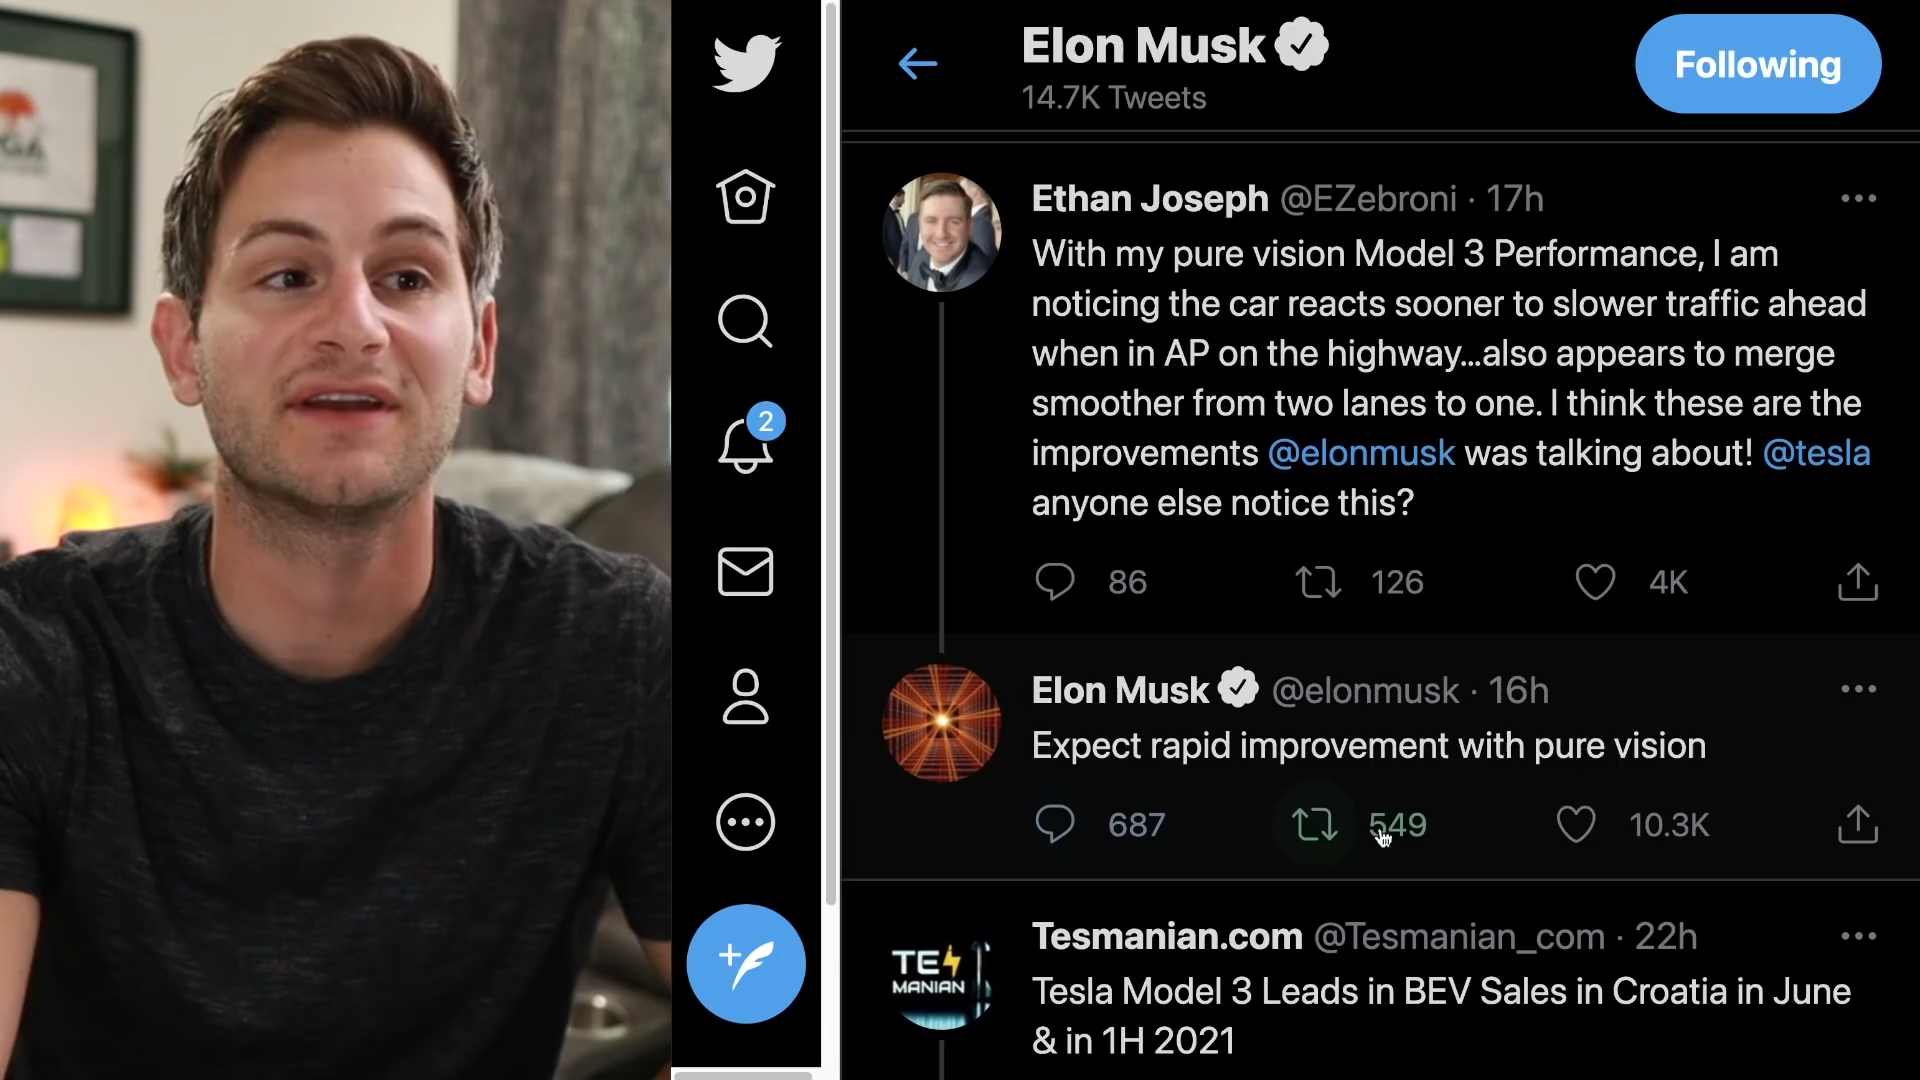 GA
2
Elon Musk
14.7K Tweets
Following
Ethan Joseph @EZebroni · 17h
With my pure vision Model 3 Performance, I am
noticing the car reacts sooner to slower traffic ahead
when in AP on the highway...also appears to merge
smoother from two lanes to one. I think these are the
improvements @elonmusk was talking about! @tesla
anyone else notice this?
86 126 4K
Elon Musk @elonmusk · 16h
Expect rapid improvement with pure vision
687 549 10.3K
TES
MANIAN
Tesmanian.com @Tesmanian_com · 22h
Tesla Model 3 Leads in BEV Sales in Croatia in June
& in 1H 2021